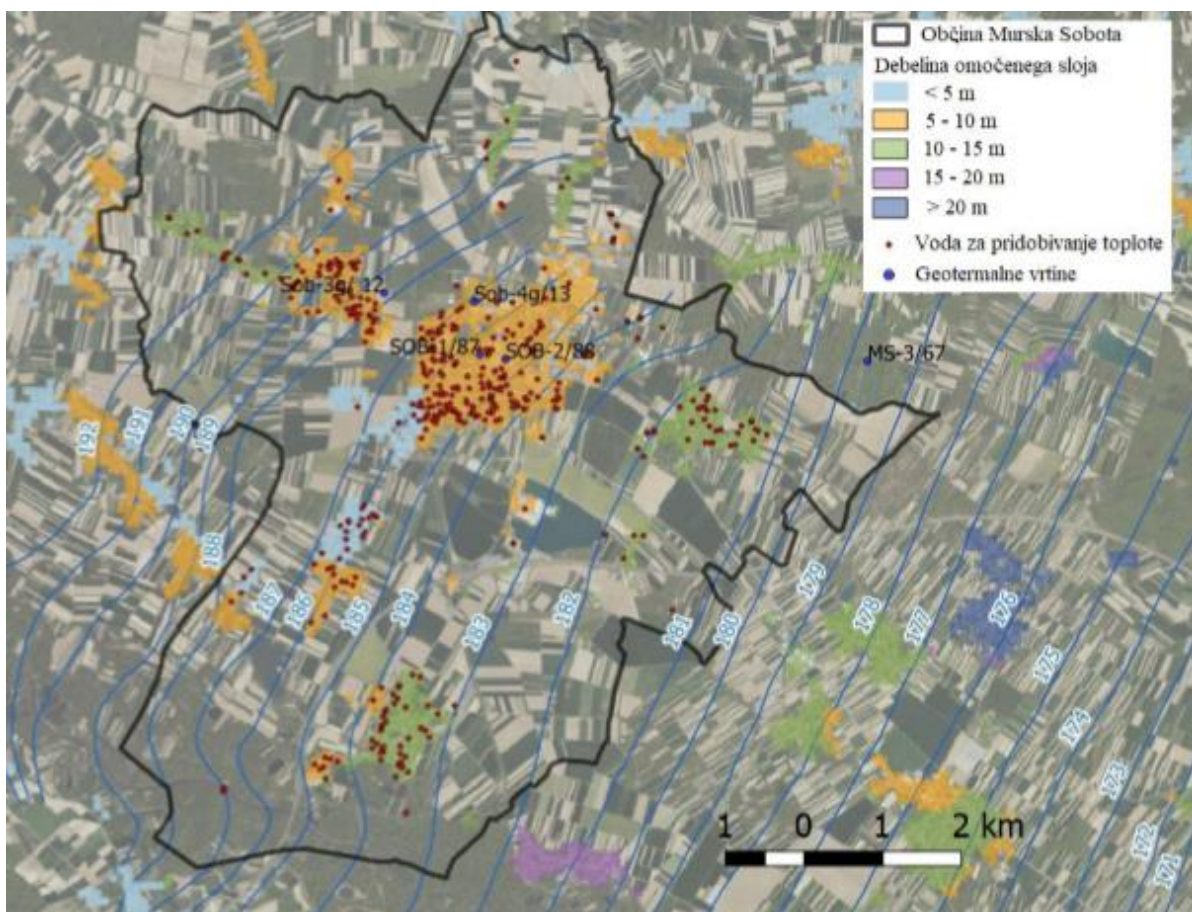 Občina Murska Sobota
Debelina omočenega sloja
< 5 m
5 - 10 m
10 - 15 m
15 - 20 m
> 20 m
Voda za pridobivanje toplote
Geotermalne vrtine
Sob-3g/ 12
Sob-4g/13
SOB-1/87
SOB-2/88
MS-3/67
192
191
190
189
188
187
186
185
184
183
182
181
180
179
178
177
176
175
174
173
172
171
1 0 1 2 km